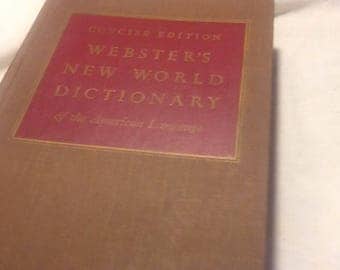 CONCISE EDITION
WEBSTER'S
NEW WORLD
DICTIONARY
of the American Language